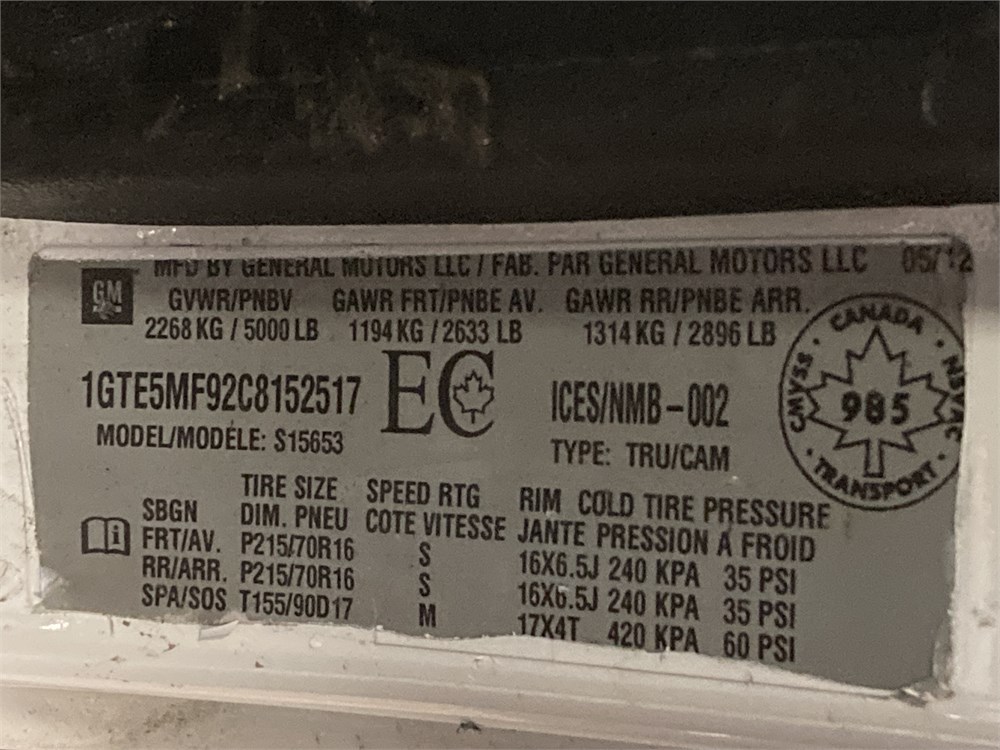 MFD BY GENERAL MOTORS LLC / FAB. PAR GENERAL MOTORS LLC 05/12
GM
GVWR/PNBV GAWR FRT/PNBE AV. GAWR RR/PNBE ARR.
2268 KG / 5000 LB 1194 KG / 2633 LB 1314 KG / 2896 LB
1GTE5MF92C8152517 EC ICES/NMB-002
MODEL/MODÈLE: S15653 TYPE: TRU/CAM
CANADA
CMVSS · NSVAC
985
· TRANSPORT ·
TIRE SIZE SPEED RTG RIM COLD TIRE PRESSURE
SBGN DIM. PNEU COTE VITESSE JANTE PRESSION À FROID
FRT/AV. P215/70R16 S 16X6.5J 240 KPA 35 PSI
RR/ARR. P215/70R16 S 16X6.5J 240 KPA 35 PSI
SPA/SOS T155/90D17 M 17X4T 420 KPA 60 PSI